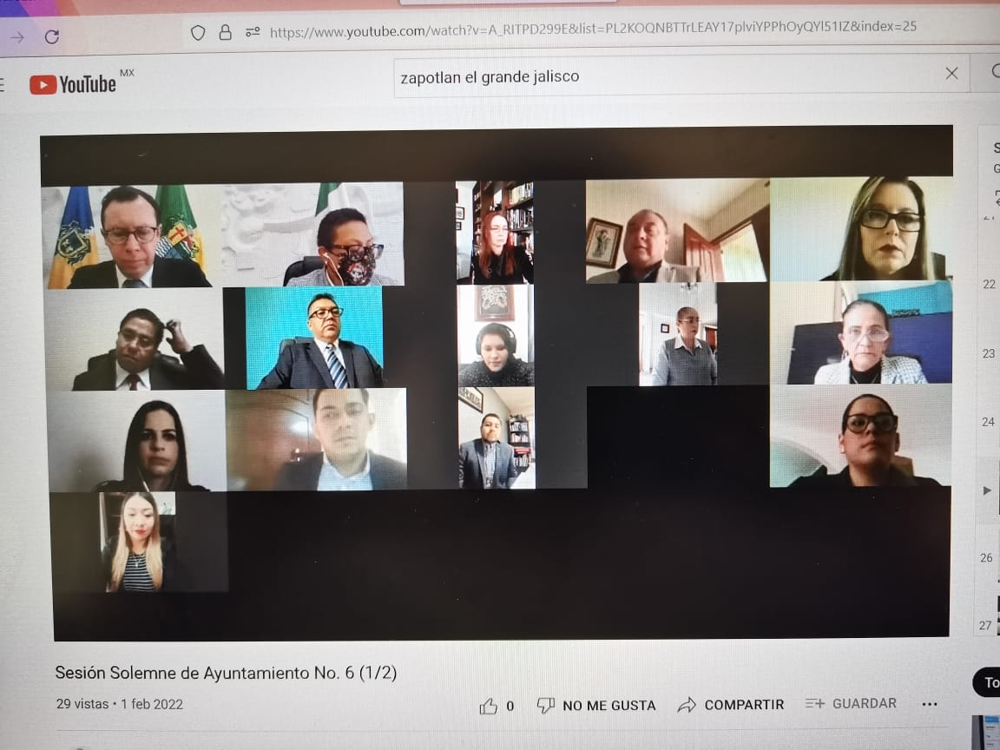 https://www.youtube.com/watch?v=A_RITPD299E&list=PL2KOQNBTTrLEAY17plviYPPhOyQYl51IZ&index=25
YouTube MX
zapotlan el grande jalisco
22
23
24
26
27
Sesión Solemne de Ayuntamiento No. 6 (1/2)
29 vistas • 1 feb 2022
0 NO ME GUSTA COMPARTIR GUARDAR
To